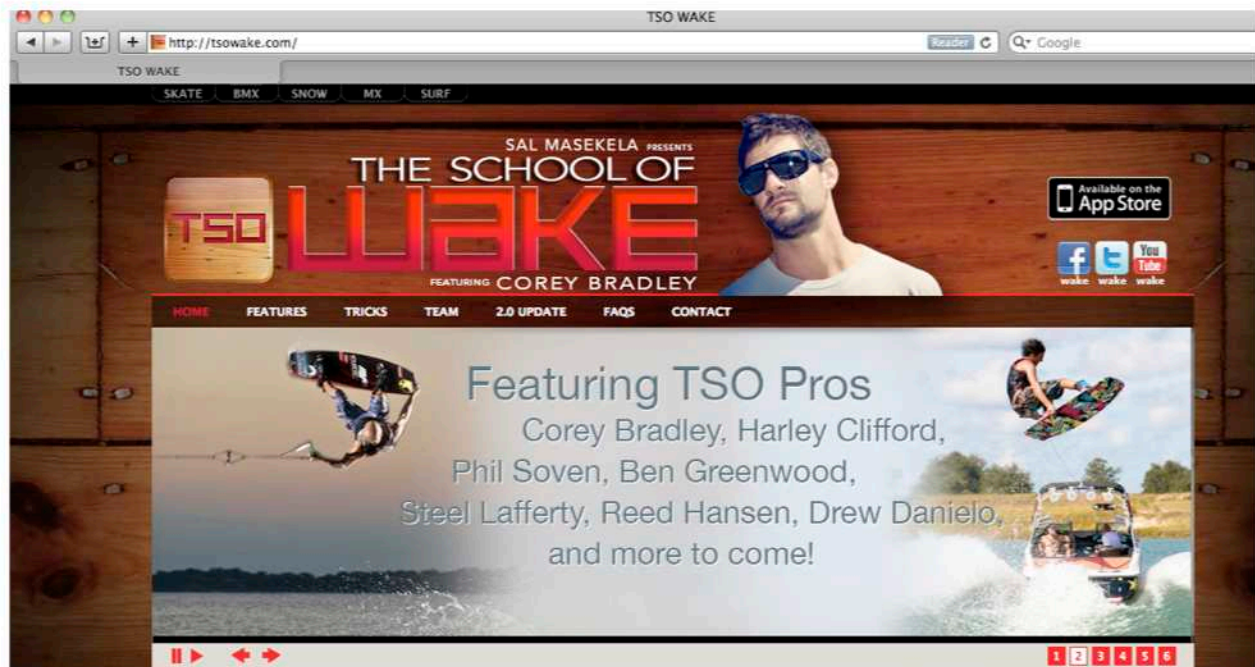 TSO WAKE
http://tsowake.com/
Reader
Google
TSO WAKE
SKATE BMX SNOW MX SURF
SAL MASEKELA PRESENTS
THE SCHOOL OF
TSO
WAKE
FEATURING COREY BRADLEY
Available on the
App Store
f t You Tube
wake wake wake
HOME FEATURES TRICKS TEAM 2.0 UPDATE FAQS CONTACT
Featuring TSO Pros
Corey Bradley, Harley Clifford,
Phil Soven, Ben Greenwood,
Steel Lafferty, Reed Hansen, Drew Danielo,
and more to come!
1 2 3 4 5 6